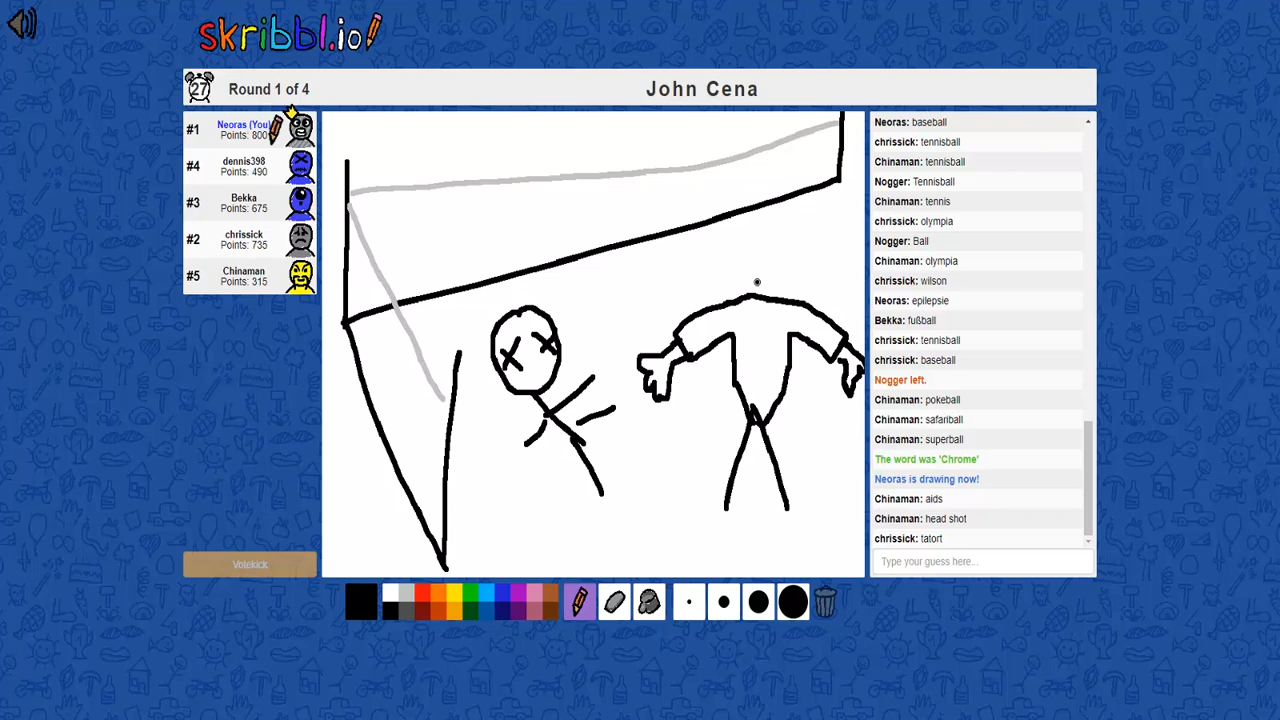 skribbl.io
27
Round 1 of 4
John Cena
#1
Neoras (You)
Points: 800
#4
dennis398
Points: 490
#3
Bekka
Points: 675
#2
chrissick
Points: 735
#5
Chinaman
Points: 315
Votekick
Neoras: baseball
chrissick: tennisball
Chinaman: tennisball
Nogger: Tennisball
Chinaman: tennis
chrissick: olympia
Nogger: Ball
Chinaman: olympia
chrissick: wilson
Neoras: epilepsie
Bekka: fußball
chrissick: tennisball
chrissick: baseball
Nogger left.
Chinaman: pokeball
Chinaman: safariball
Chinaman: superball
The word was 'Chrome'
Neoras is drawing now!
Chinaman: aids
Chinaman: head shot
chrissick: tatort
Type your guess here...